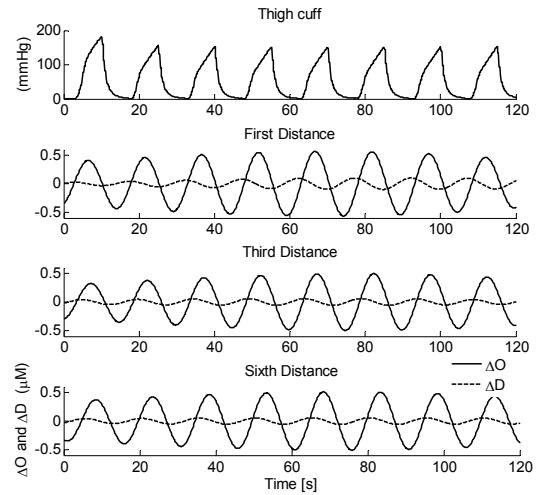 Thigh cuff
(mmHg)
200
100
0
0 20 40 60 80 100 120
First Distance
0.5
0
-0.5
0 20 40 60 80 100 120
Third Distance
0.5
0
-0.5
0 20 40 60 80 100 120
ΔO
ΔD
Sixth Distance
ΔO and ΔD (μM)
0.5
0
-0.5
0 20 40 60 80 100 120
Time [s]